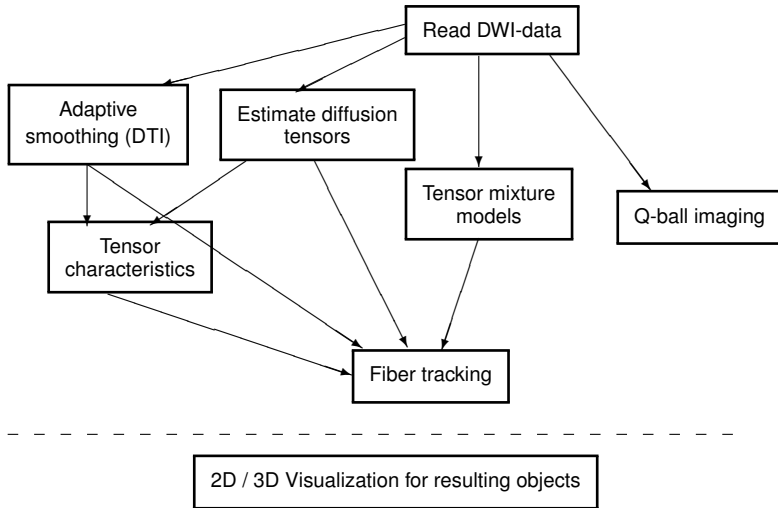 Read DWI-data
Adaptive
smoothing (DTI)
Estimate diffusion
tensors
Tensor mixture
models
Q-ball imaging
Tensor
characteristics
Fiber tracking
2D / 3D Visualization for resulting objects